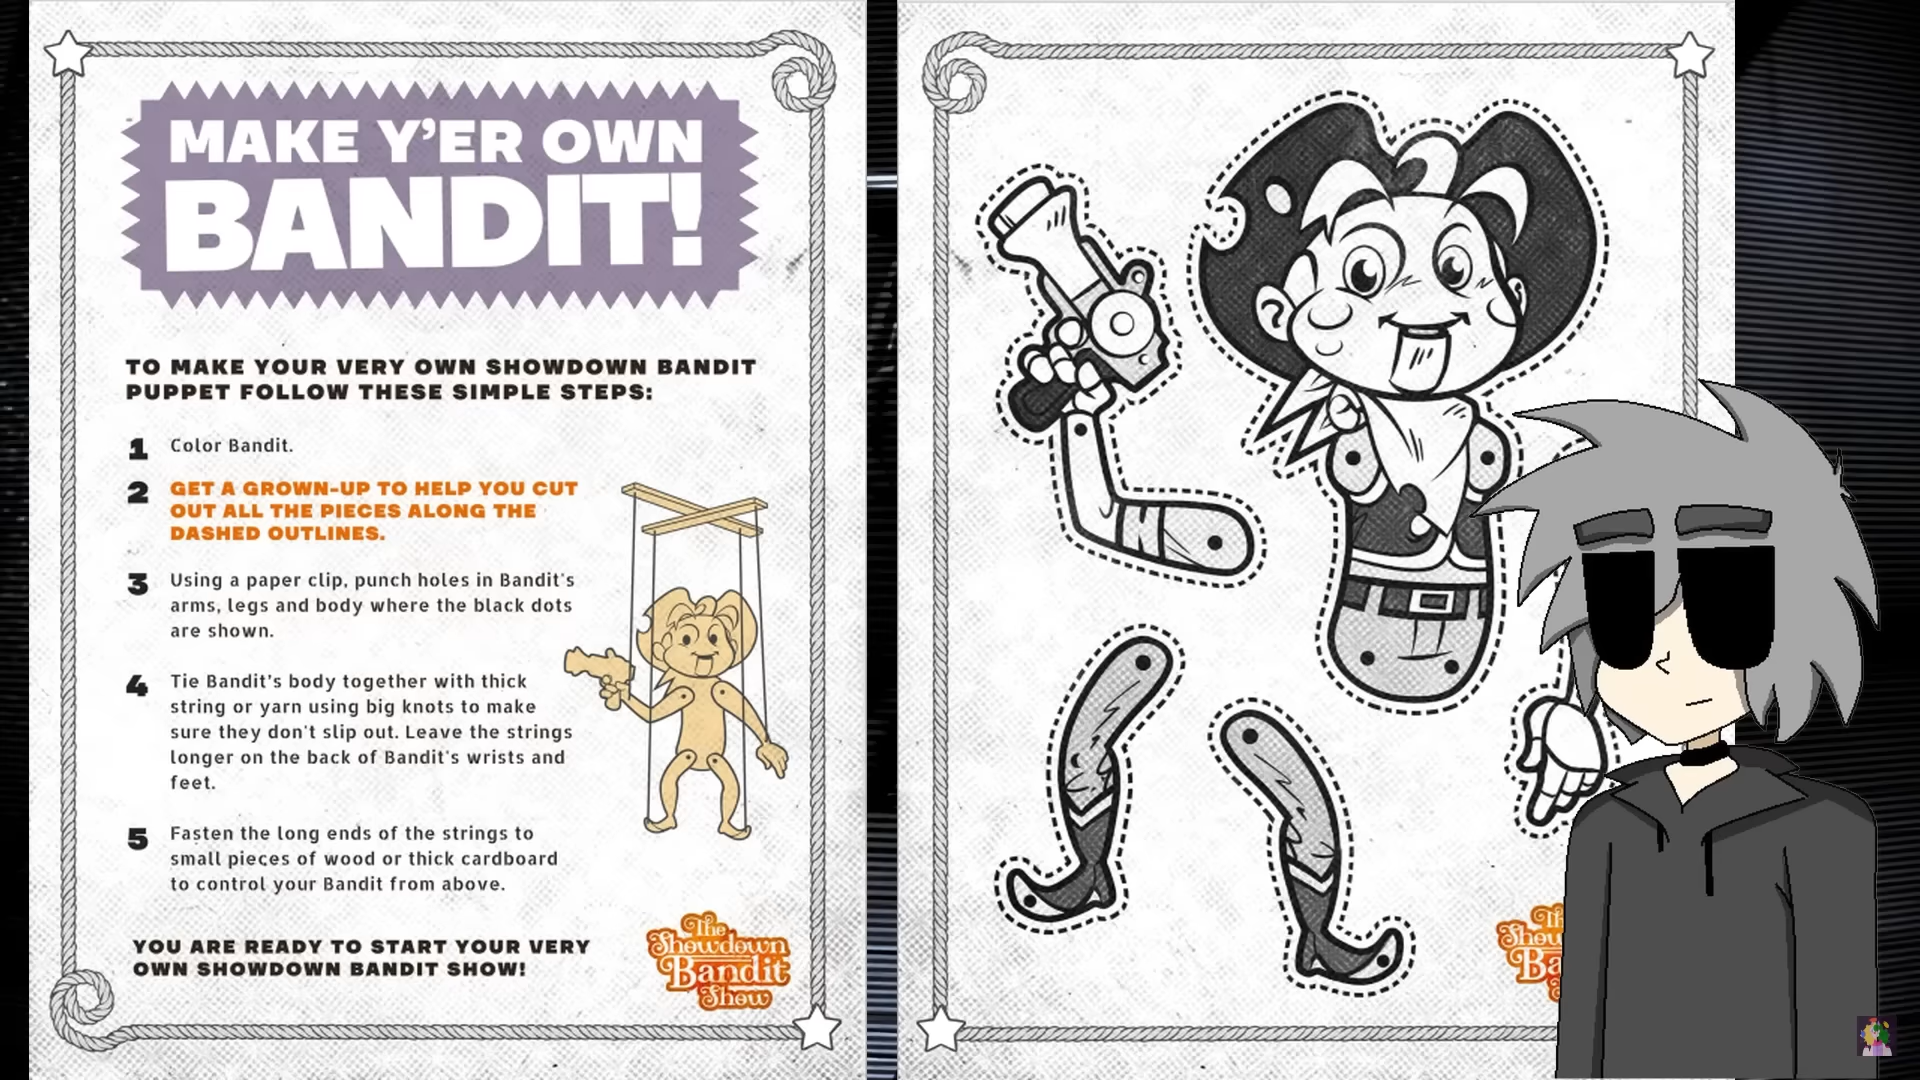 MAKE Y'ER OWN
BANDIT!
TO MAKE YOUR VERY OWN SHOWDOWN BANDIT
PUPPET FOLLOW THESE SIMPLE STEPS:
1 Color Bandit.
2 GET A GROWN-UP TO HELP YOU CUT
OUT ALL THE PIECES ALONG THE
DASHED OUTLINES.
3 Using a paper clip, punch holes in Bandit's
arms, legs and body where the black dots
are shown.
4 Tie Bandit's body together with thick
string or yarn using big knots to make
sure they don't slip out. Leave the strings
longer on the back of Bandit's wrists and
feet.
5 Fasten the long ends of the strings to
small pieces of wood or thick cardboard
to control your Bandit from above.
YOU ARE READY TO START YOUR VERY
OWN SHOWDOWN BANDIT SHOW!
The
Showdown
Bandit
Show